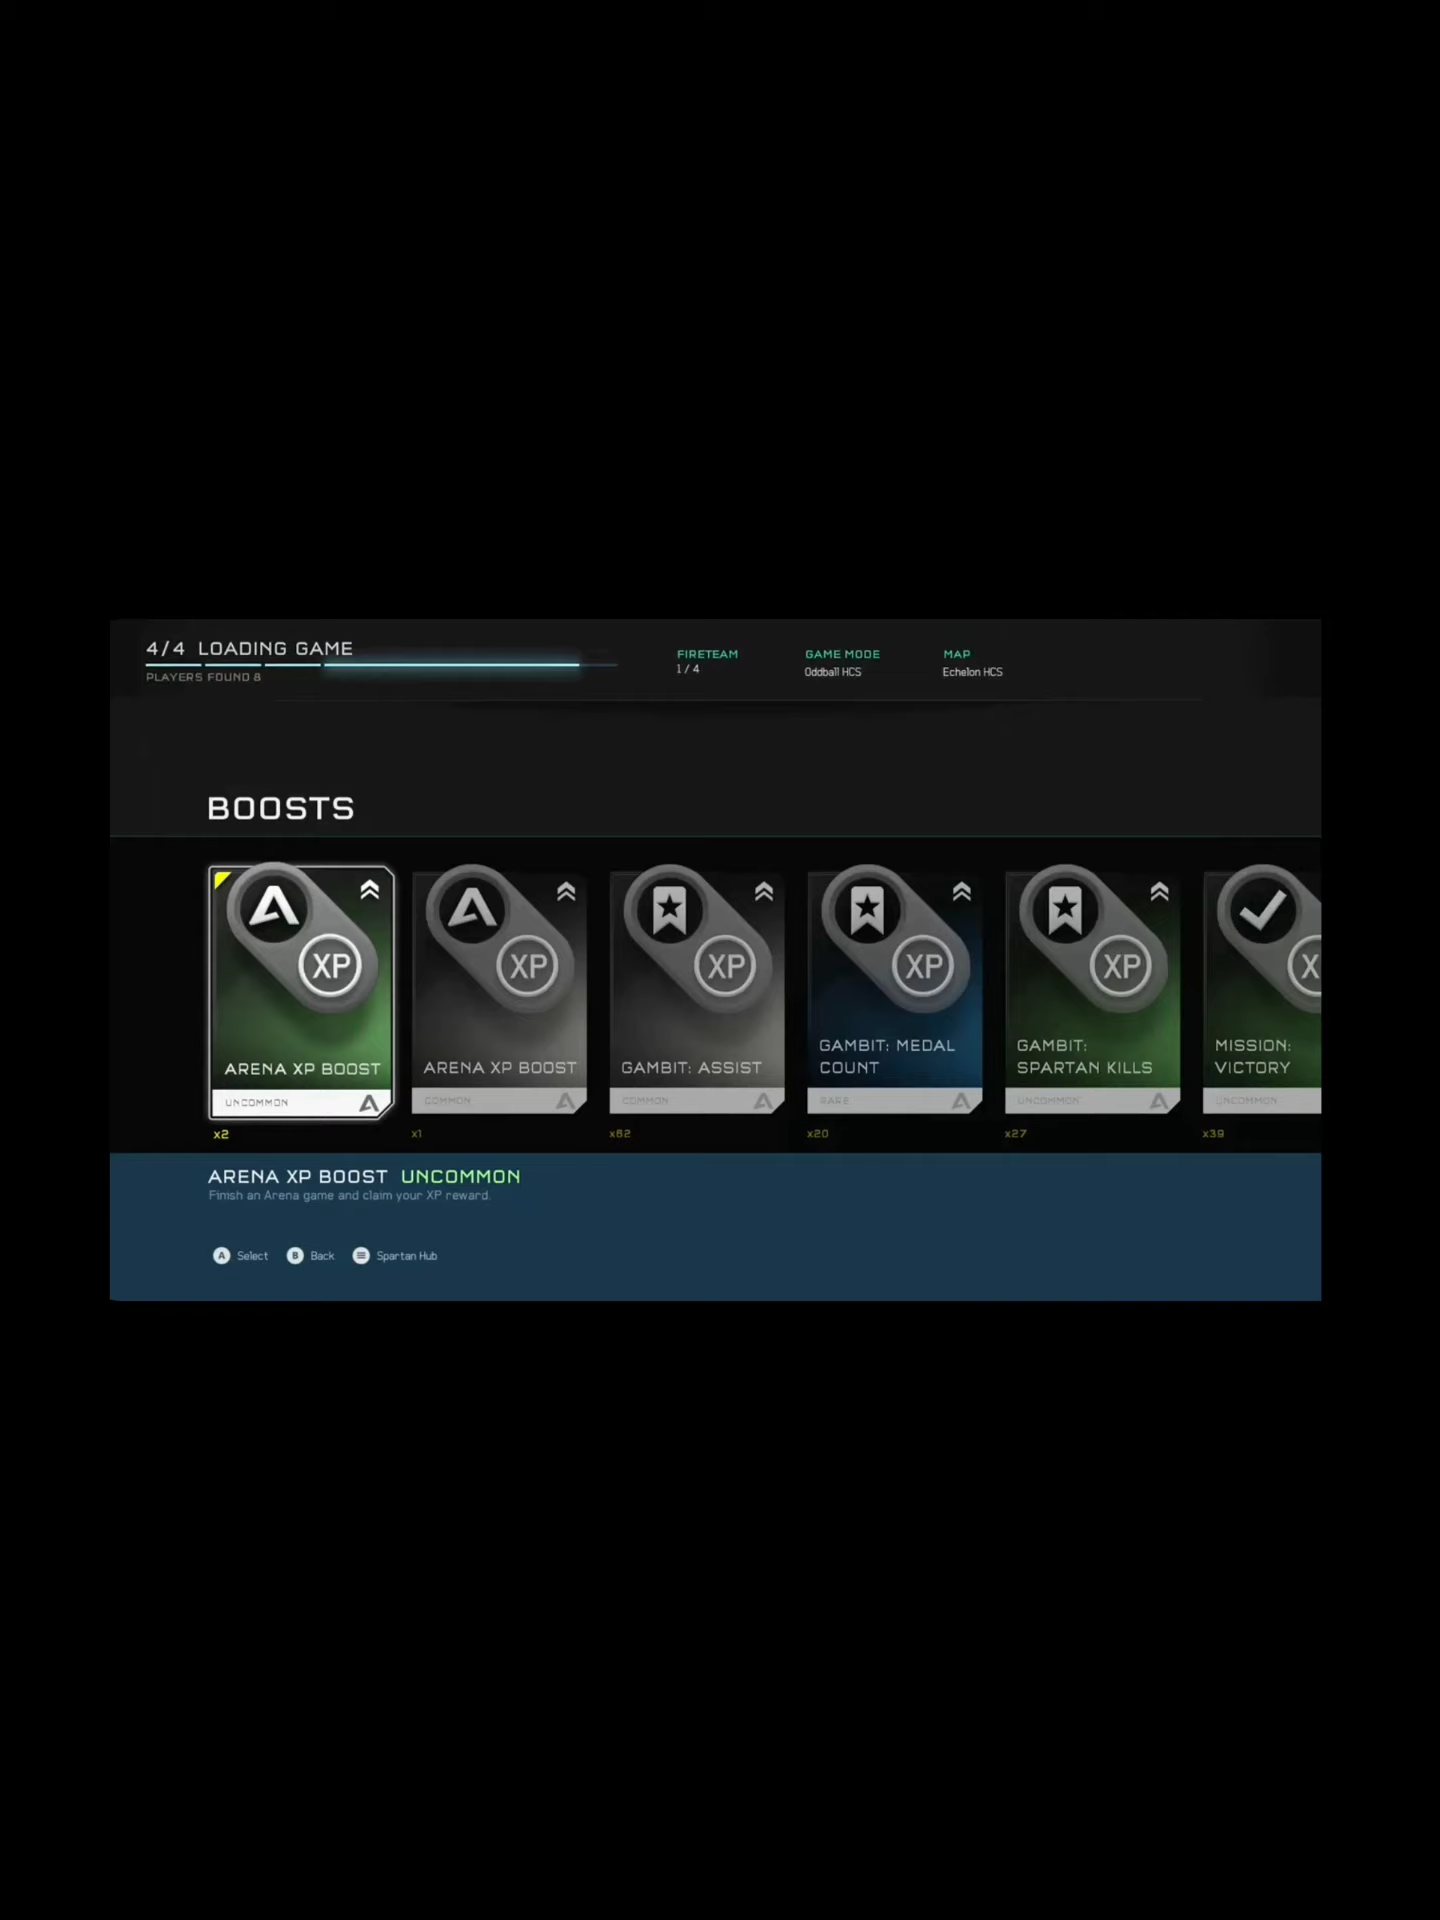 4/4 LOADING GAME
PLAYERS FOUND 8
FIRETEAM
1 / 4
GAME MODE
Oddball HCS
MAP
Echelon HCS
BOOSTS
XP
ARENA XP BOOST
UNCOMMON
x2
XP
ARENA XP BOOST
COMMON
x1
XP
GAMBIT: ASSIST
COMMON
x62
XP
GAMBIT: MEDAL
COUNT
RARE
x20
XP
GAMBIT:
SPARTAN KILLS
UNCOMMON
x27
X
MISSION:
VICTORY
UNCOMMON
x39
ARENA XP BOOST UNCOMMON
Finish an Arena game and claim your XP reward.
A Select B Back Spartan Hub